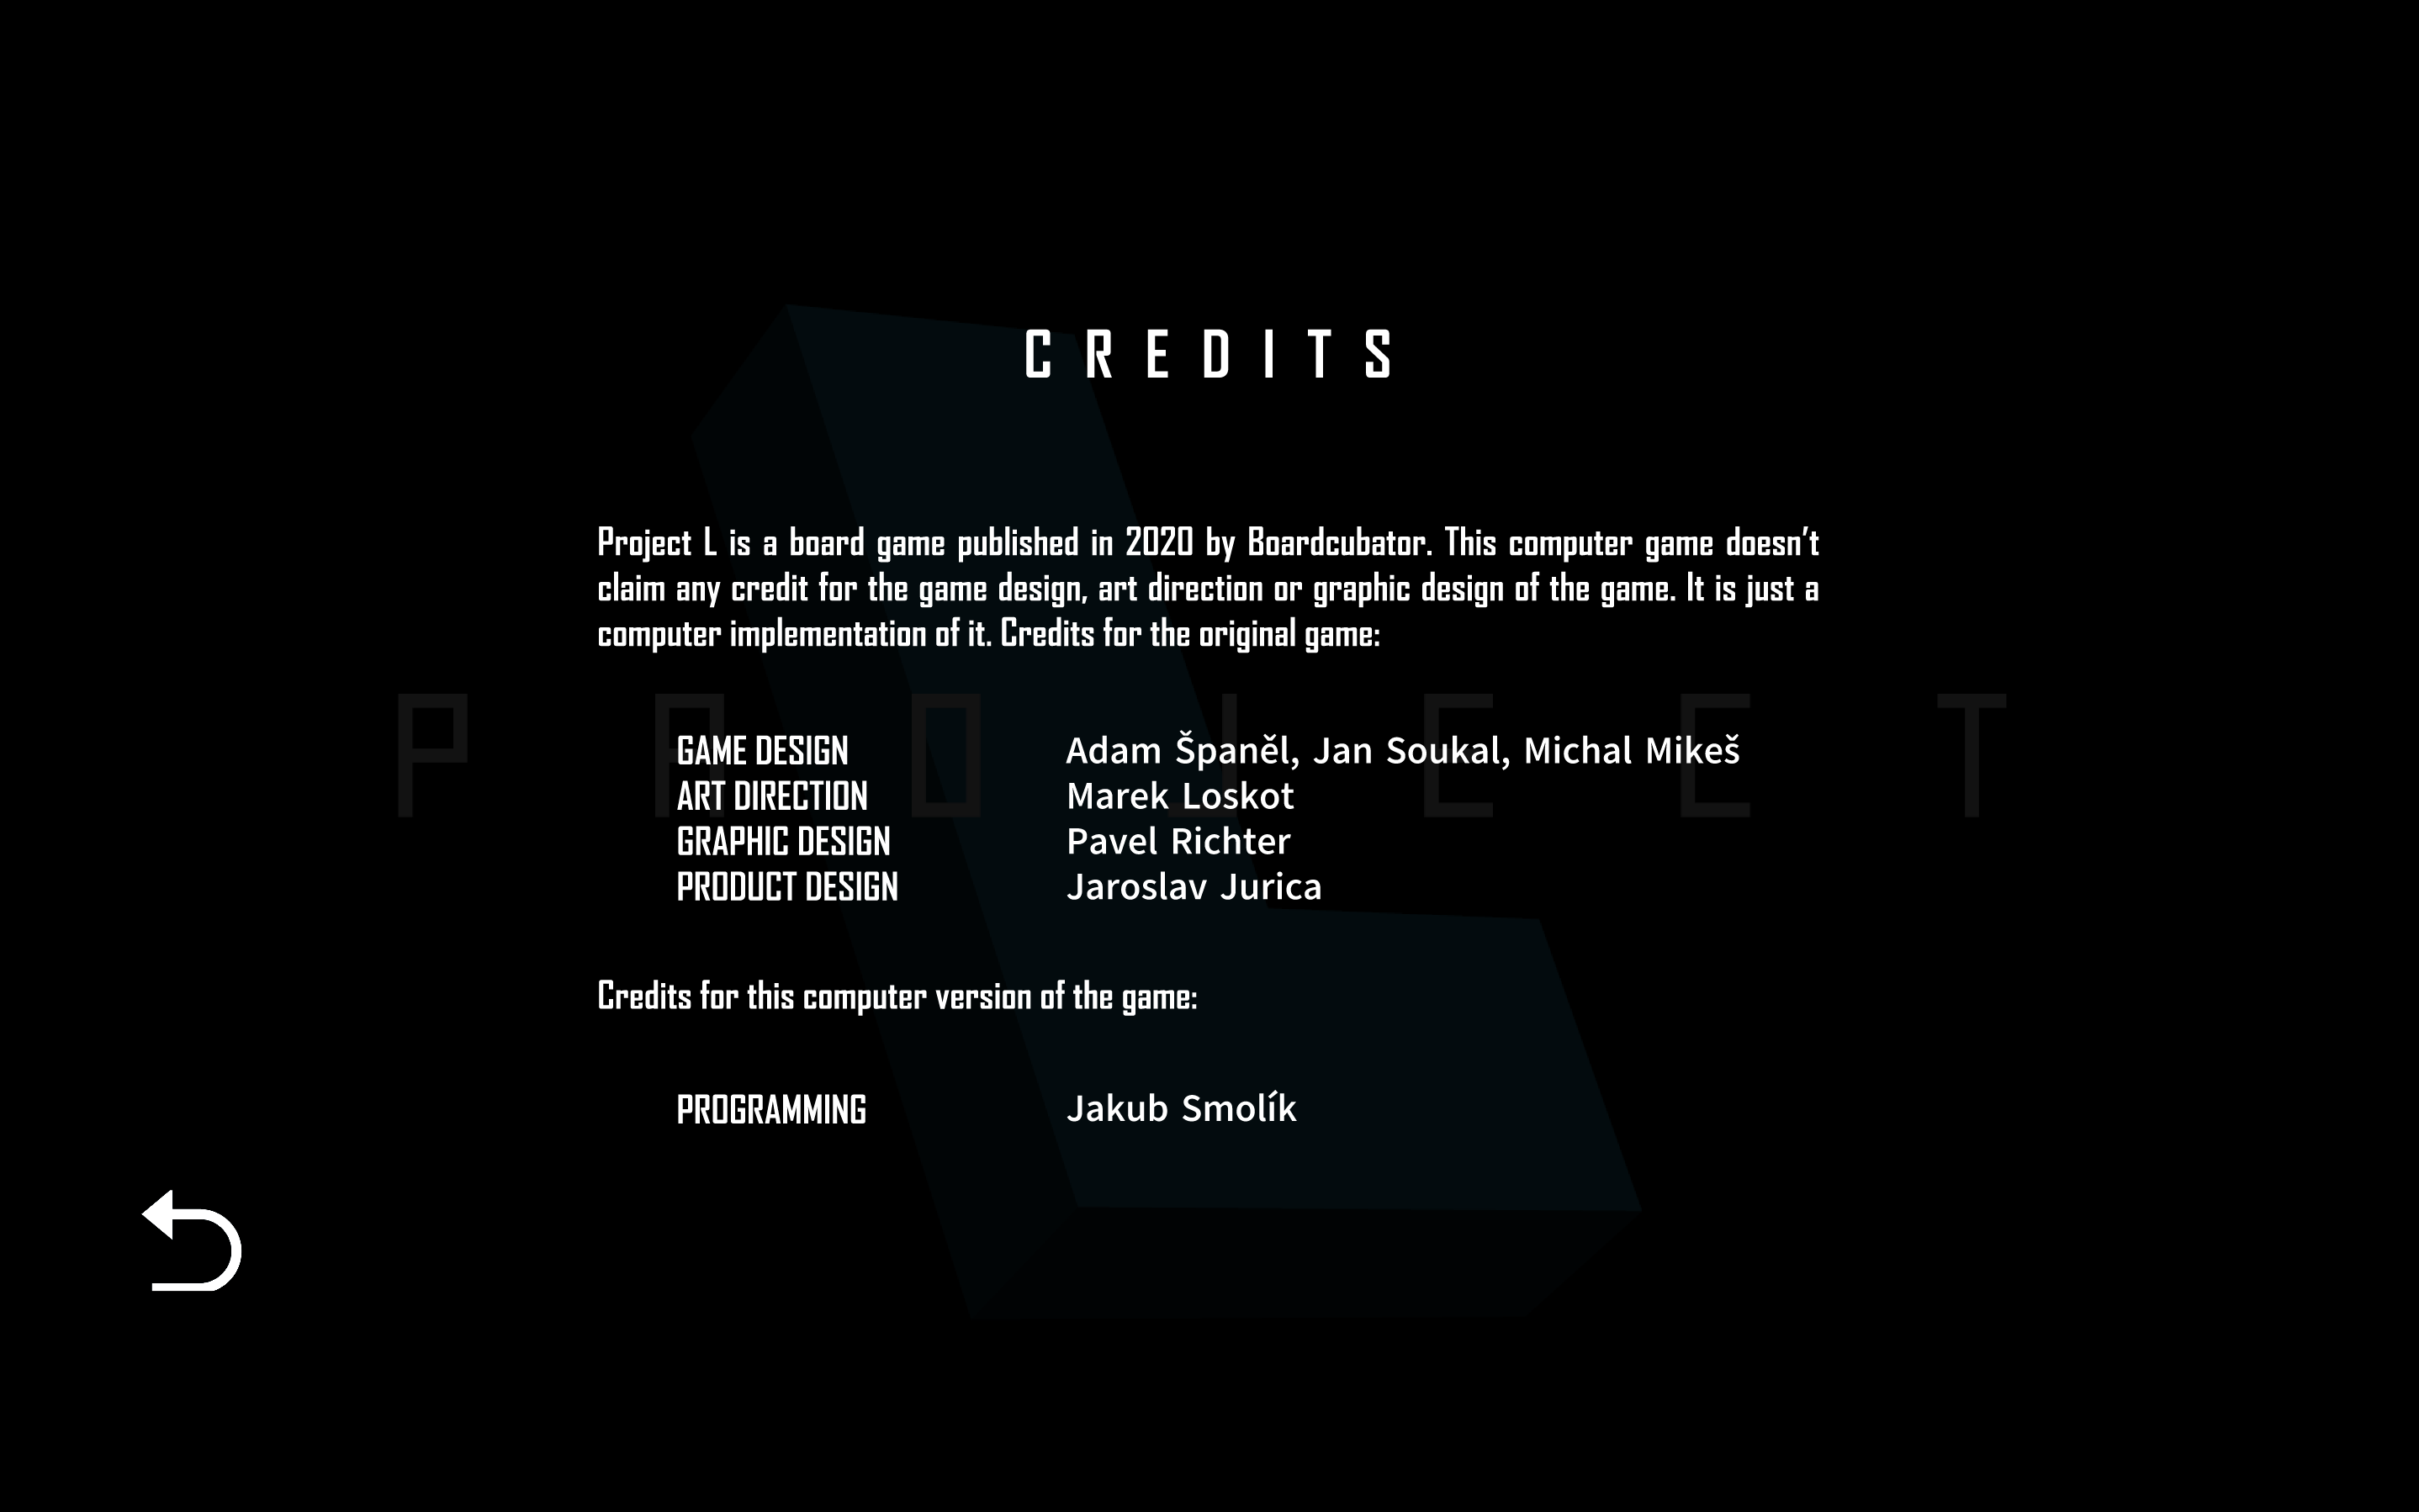 CREDITS
Project L is a board game published in 2020 by Boardcubator. This computer game doesn't
claim any credit for the game design, art direction or graphic design of the game. It is just a
computer implementation of it. Credits for the original game:
PROJECT
GAME DESIGN Adam Španěl, Jan Soukal, Michal Mikeš
ART DIRECTION Marek Loskot
GRAPHIC DESIGN Pavel Richter
PRODUCT DESIGN Jaroslav Jurica
Credits for this computer version of the game:
PROGRAMMING Jakub Smolík